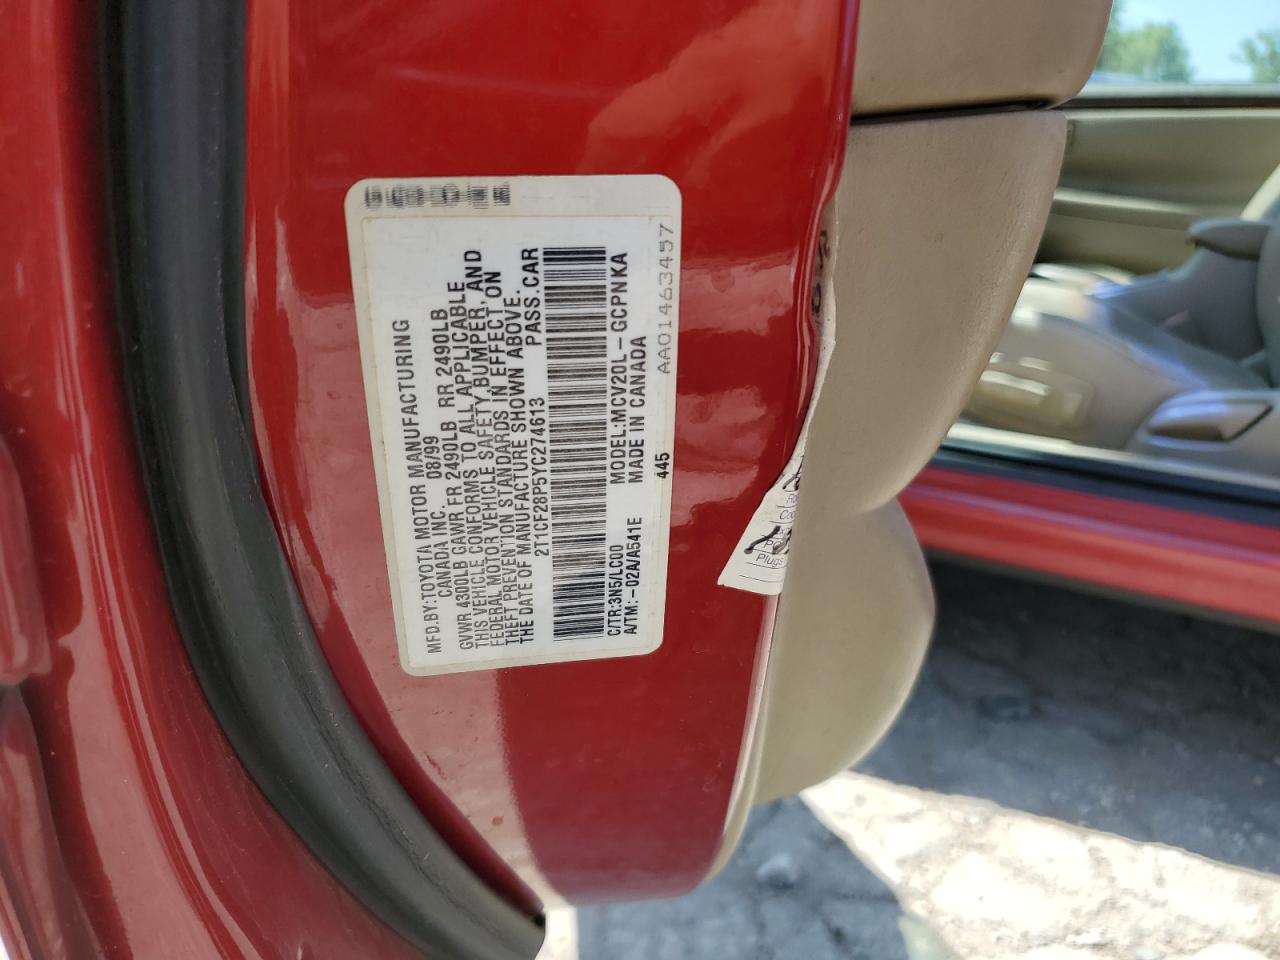 MFD.BY:TOYOTA MOTOR MANUFACTURING
CANADA INC. 08/99
GVWR 4300LB GAWR FR 2490LB RR 2490LB
THIS VEHICLE CONFORMS TO ALL APPLICABLE
FEDERAL MOTOR VEHICLE SAFETY, BUMPER, AND
THEFT PREVENTION STANDARDS IN EFFECT ON
THE DATE OF MANUFACTURE SHOWN ABOVE.
2T1CF28P5YC274613 PASS.CAR
C/TR:3N5/LC00 MODEL:MCV20L-GCPNKA
A/TM:-02A/A541E MADE IN CANADA
445 AA01463457
Plugs